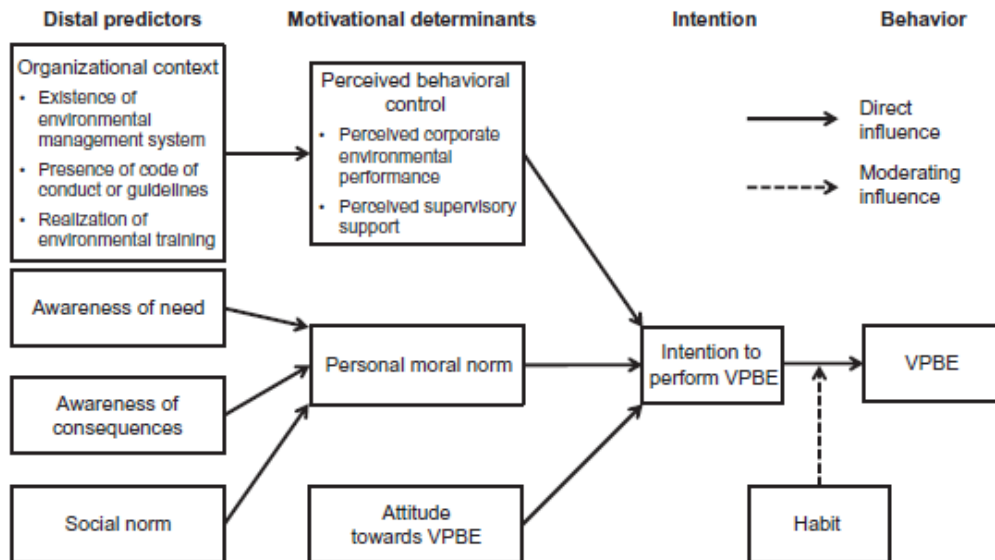 Distal predictors
Motivational determinants
Intention
Behavior
Organizational context
• Existence of
environmental
management system
• Presence of code of
conduct or guidelines
• Realization of
environmental training
Perceived behavioral
control
• Perceived corporate
environmental
performance
• Perceived supervisory
support
Direct
influence
Moderating
influence
Awareness of need
Personal moral norm
Intention to
perform VPBE
VPBE
Awareness of
consequences
Social norm
Attitude
towards VPBE
Habit